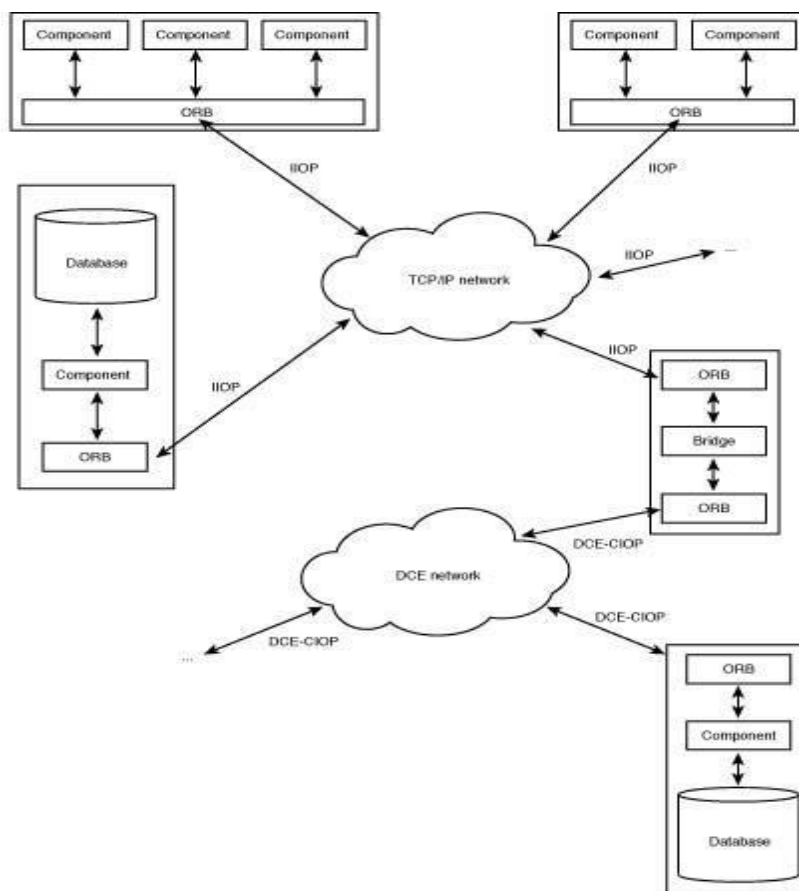 Component Component Component
ORB
Component Component
ORB
IIOP
IIOP
Database
Component
ORB
IIOP
TCP/IP network
IIOP
...
IIOP
ORB
Bridge
ORB
DCE-CIOP
DCE network
DCE-CIOP
...
DCE-CIOP
ORB
Component
Database